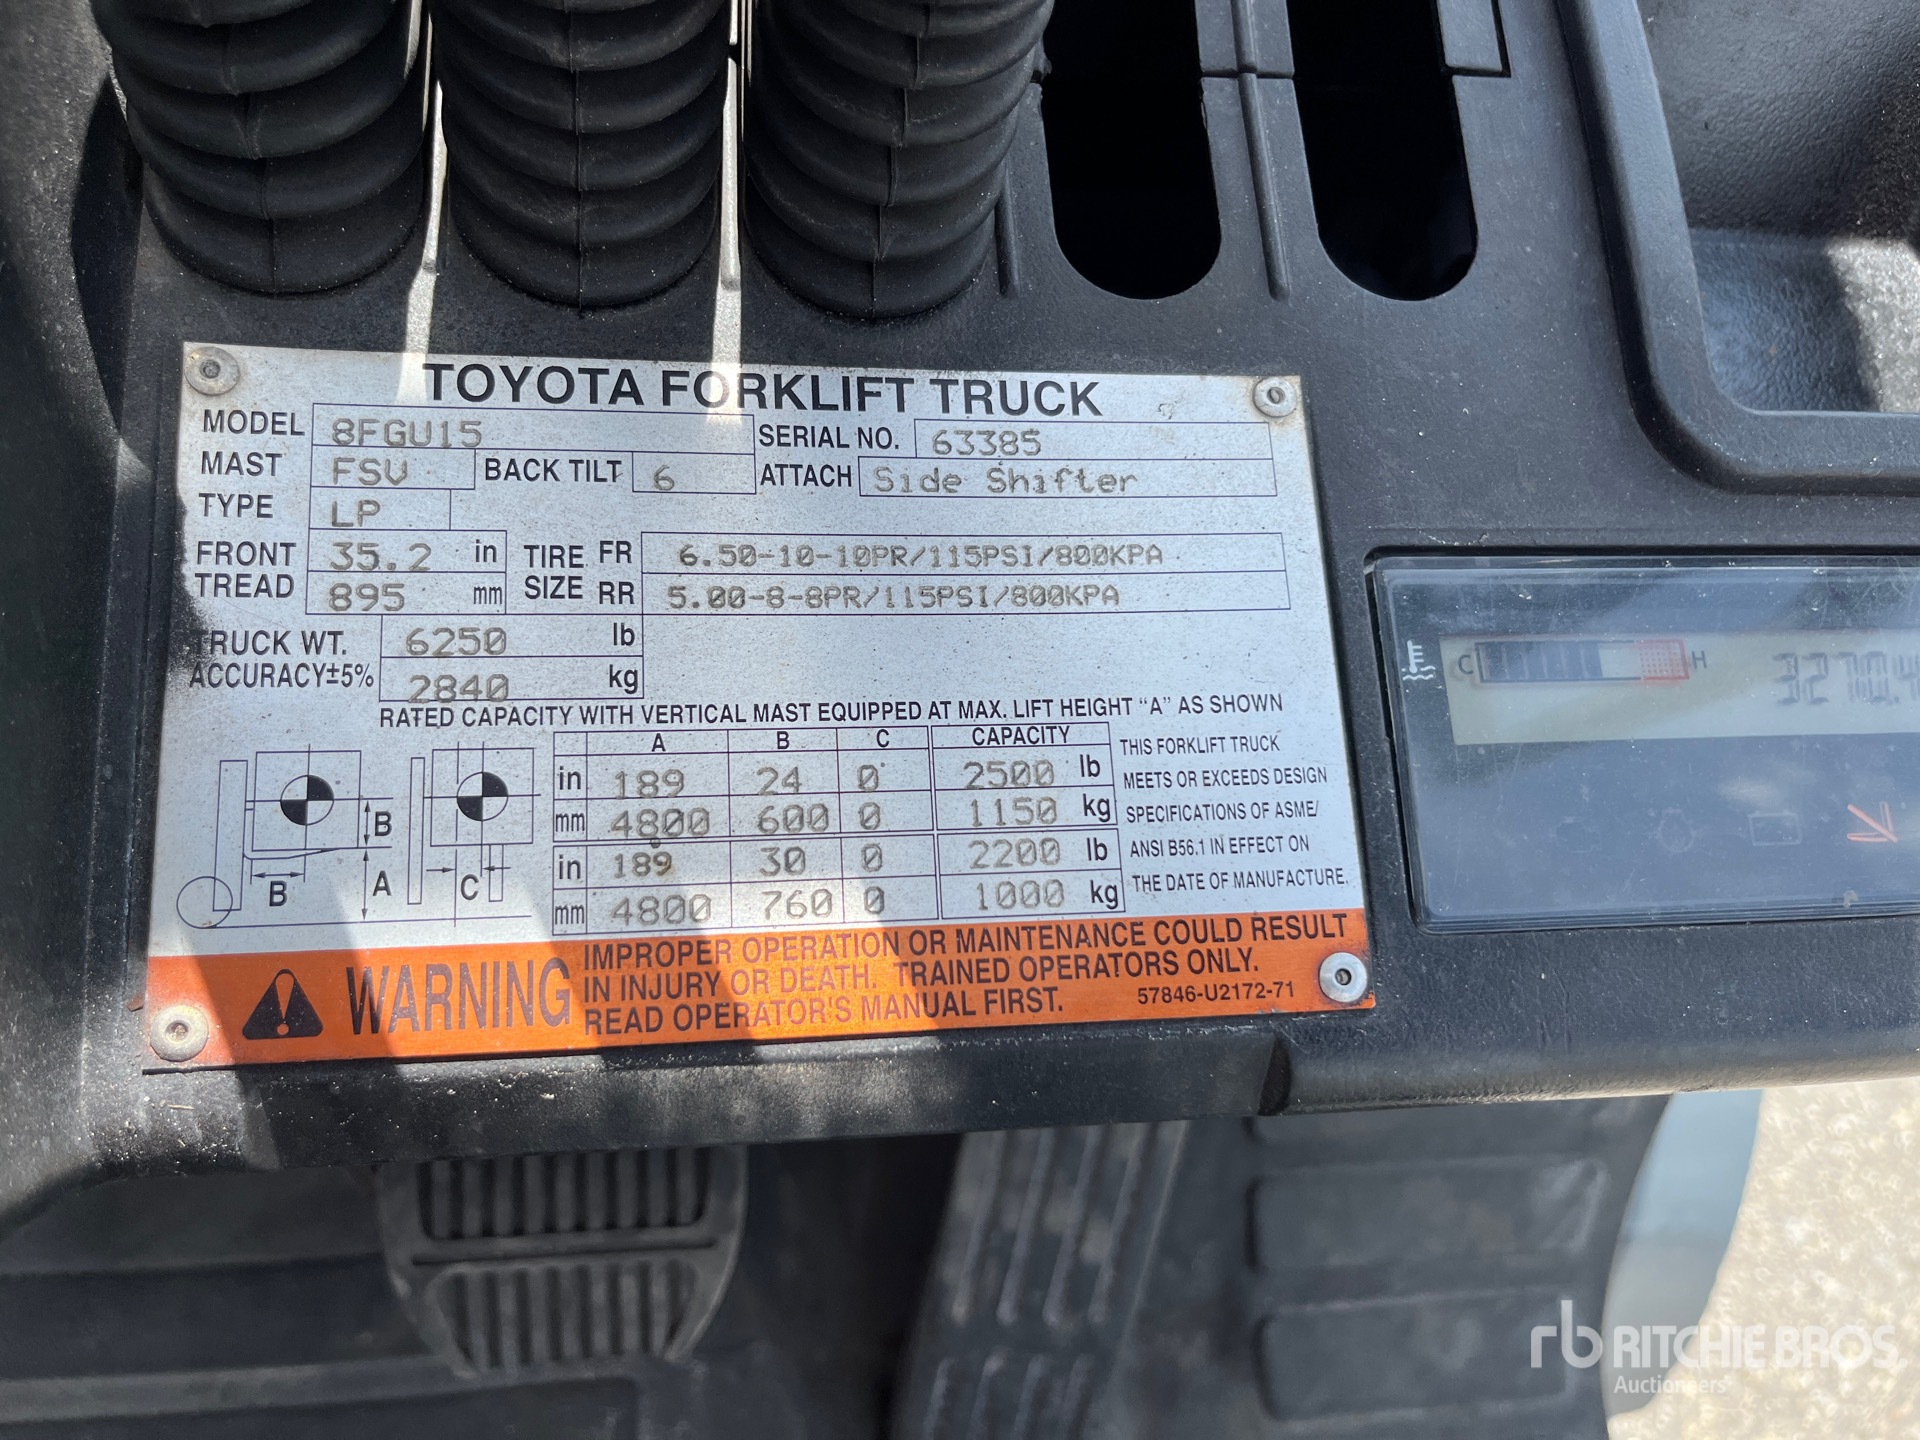 TOYOTA FORKLIFT TRUCK
MODEL 8FGU15 SERIAL NO. 63385
MAST FSV BACK TILT 6 ATTACH Side Shifter
TYPE LP
FRONT TREAD 35.2 in 895 mm
TIRE SIZE FR 6.50-10-10PR/115PSI/800KPA
RR 5.00-8-8PR/115PSI/800KPA
TRUCK WT. 6250 lb
ACCURACY±5% 2840 kg
RATED CAPACITY WITH VERTICAL MAST EQUIPPED AT MAX. LIFT HEIGHT "A" AS SHOWN
A B C CAPACITY
in 189 24 0 2500 lb
mm 4800 600 0 1150 kg
in 189 30 0 2200 lb
mm 4800 760 0 1000 kg
B B A C
THIS FORKLIFT TRUCK
MEETS OR EXCEEDS DESIGN
SPECIFICATIONS OF ASME/
ANSI B56.1 IN EFFECT ON
THE DATE OF MANUFACTURE.
WARNING
IMPROPER OPERATION OR MAINTENANCE COULD RESULT
IN INJURY OR DEATH. TRAINED OPERATORS ONLY.
READ OPERATOR'S MANUAL FIRST. 57846-U2172-71
C H 3270.4
rb RITCHIE BROS
Auctioneers